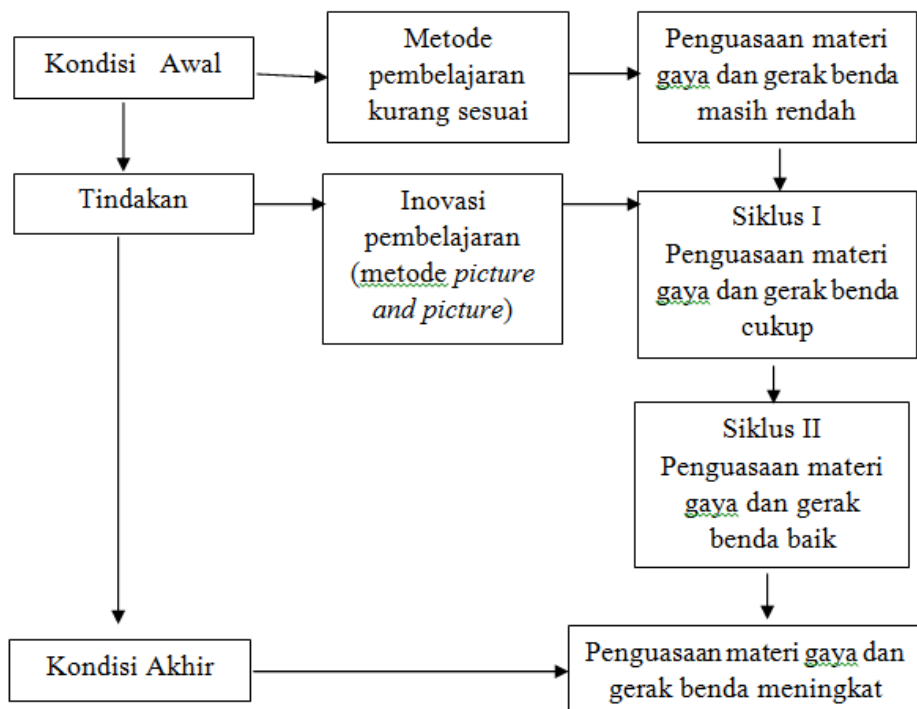 Kondisi Awal
Metode
pembelajaran
kurang sesuai
Penguasaan materi
gaya dan gerak benda
masih rendah
Tindakan
Inovasi
pembelajaran
(metode picture
and picture)
Siklus I
Penguasaan materi
gaya dan gerak benda
cukup
Siklus II
Penguasaan materi
gaya dan gerak
benda baik
Kondisi Akhir
Penguasaan materi gaya dan
gerak benda meningkat